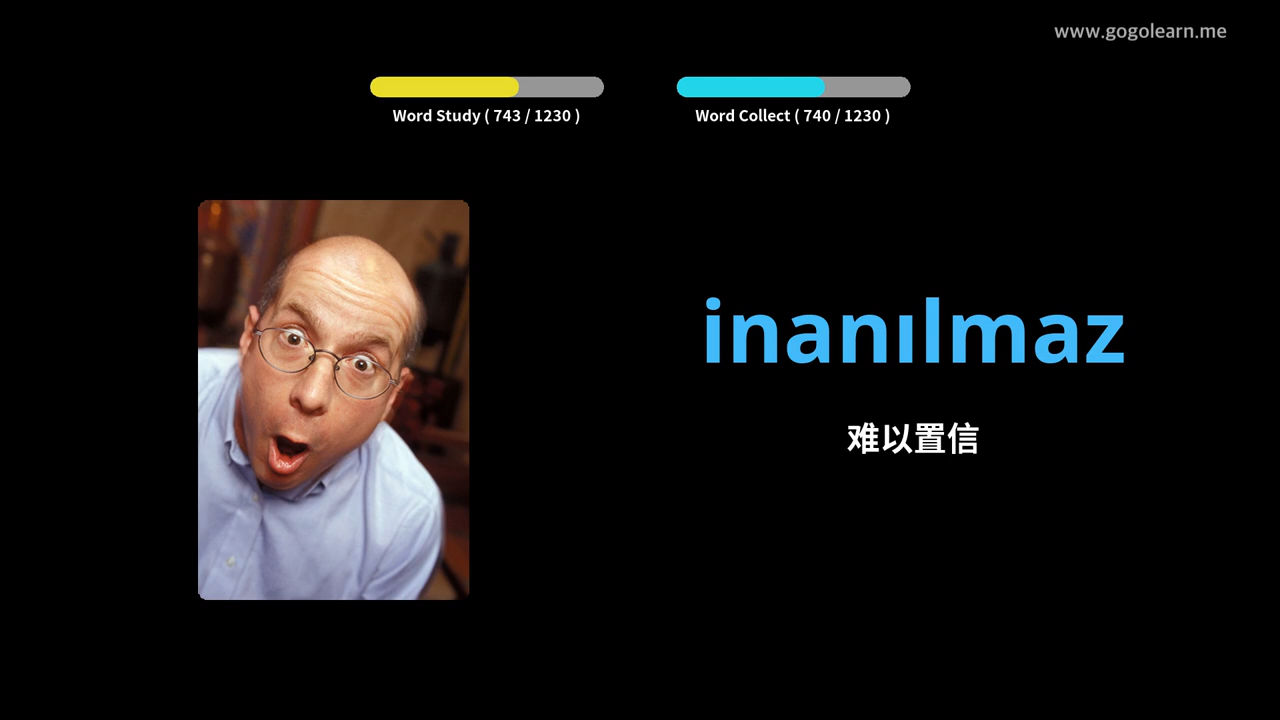 www.gogolearn.me
Word Study ( 743 / 1230 )
Word Collect ( 740 / 1230 )
inanılmaz
难以置信